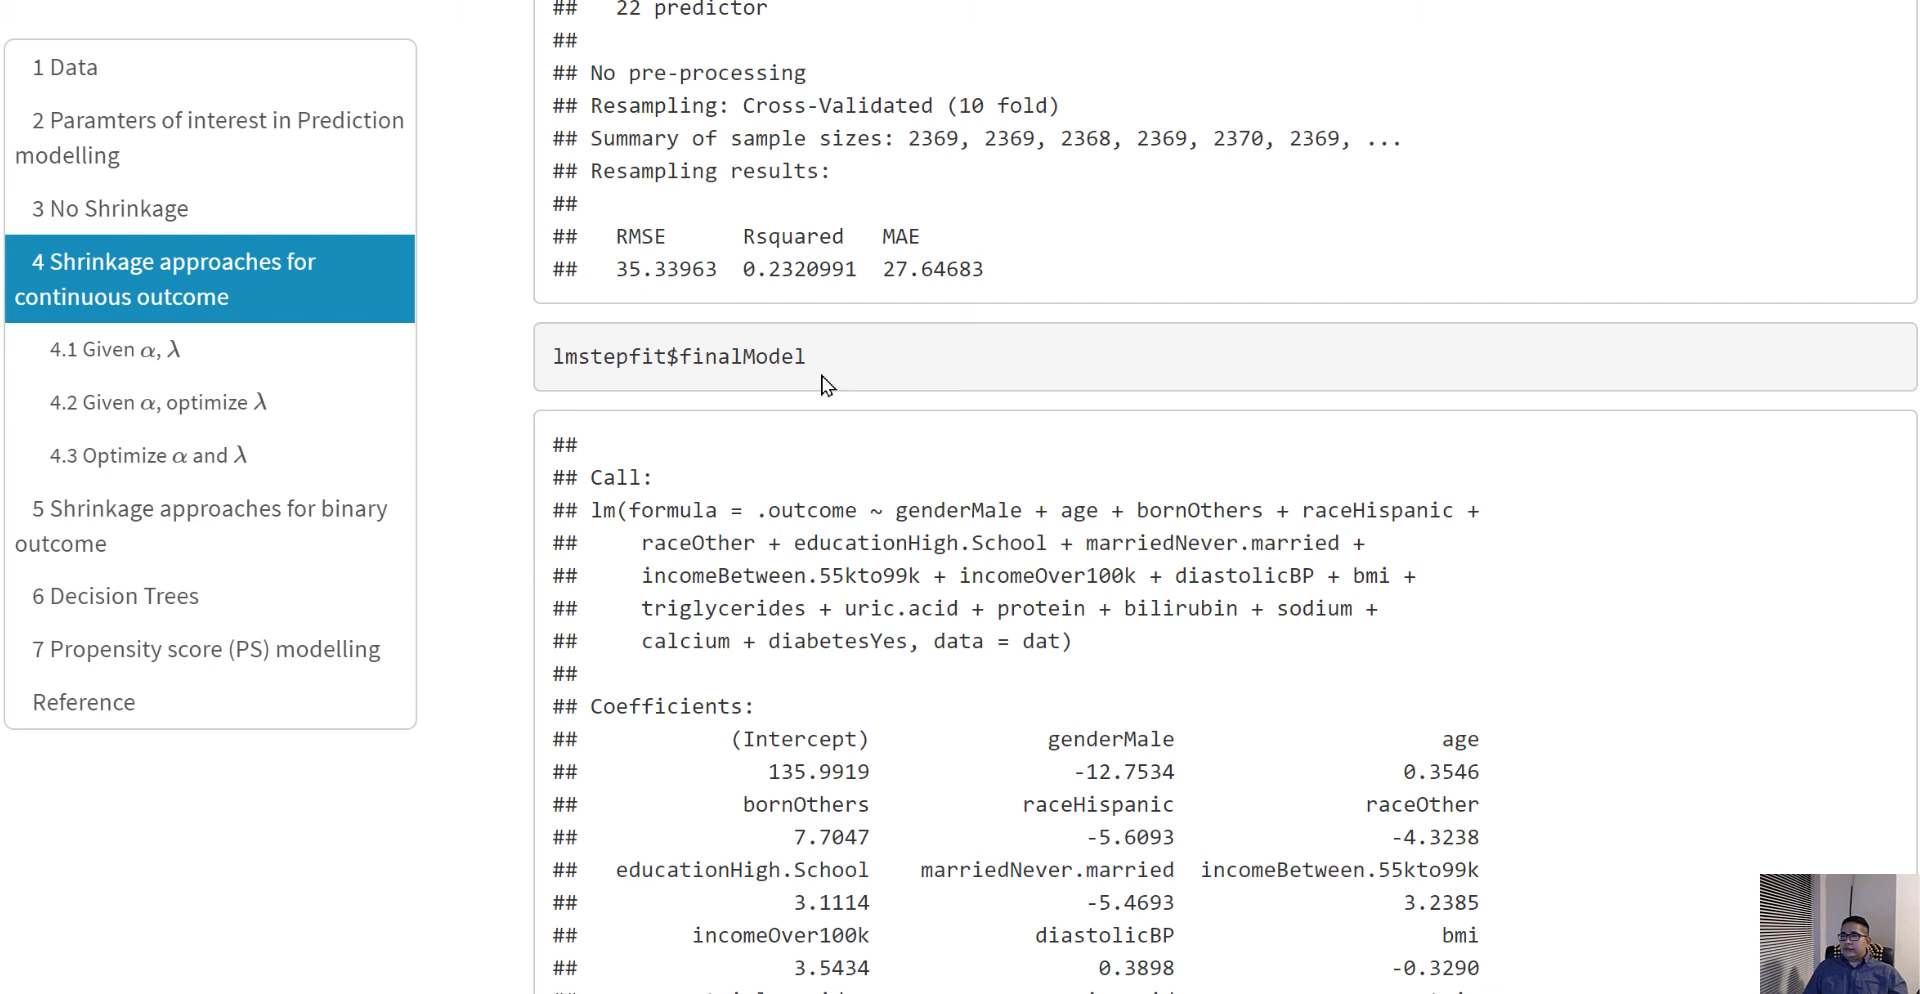 1 Data
2 Paramters of interest in Prediction
modelling
3 No Shrinkage
4 Shrinkage approaches for
continuous outcome
4.1 Given α, λ
4.2 Given α, optimize λ
4.3 Optimize α and λ
5 Shrinkage approaches for binary
outcome
6 Decision Trees
7 Propensity score (PS) modelling
Reference
##   22 predictor
##
## No pre-processing
## Resampling: Cross-Validated (10 fold)
## Summary of sample sizes: 2369, 2369, 2368, 2369, 2370, 2369, ...
## Resampling results:
##
##   RMSE      Rsquared   MAE
##   35.33963  0.2320991  27.64683
lmstepfit$finalModel
##
## Call:
## lm(formula = .outcome ~ genderMale + age + bornOthers + raceHispanic +
##     raceOther + educationHigh.School + marriedNever.married +
##     incomeBetween.55kto99k + incomeOver100k + diastolicBP + bmi +
##     triglycerides + uric.acid + protein + bilirubin + sodium +
##     calcium + diabetesYes, data = dat)
##
## Coefficients:
##            (Intercept)              genderMale                     age
##               135.9919                -12.7534                  0.3546
##             bornOthers            raceHispanic               raceOther
##                 7.7047                 -5.6093                 -4.3238
##   educationHigh.School    marriedNever.married  incomeBetween.55kto99k
##                 3.1114                 -5.4693                  3.2385
##         incomeOver100k             diastolicBP                     bmi
##                 3.5434                  0.3898                 -0.3290